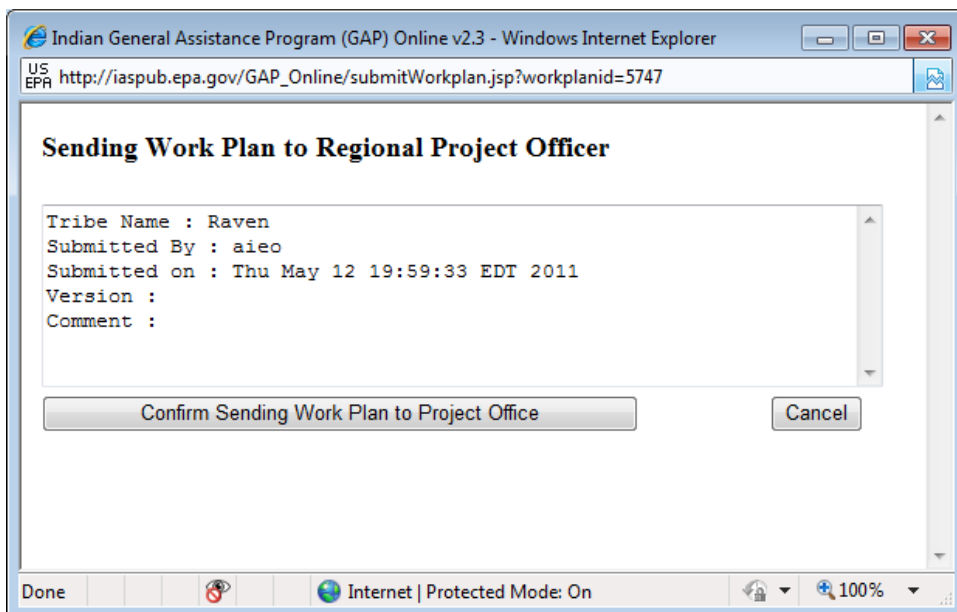 Indian General Assistance Program (GAP) Online v2.3 - Windows Internet Explorer
US
EPA http://iaspub.epa.gov/GAP_Online/submitWorkplan.jsp?workplanid=5747
Sending Work Plan to Regional Project Officer
Tribe Name : Raven
Submitted By : aieo
Submitted on : Thu May 12 19:59:33 EDT 2011
Version :
Comment :
Confirm Sending Work Plan to Project Office Cancel
Done Internet | Protected Mode: On 100%